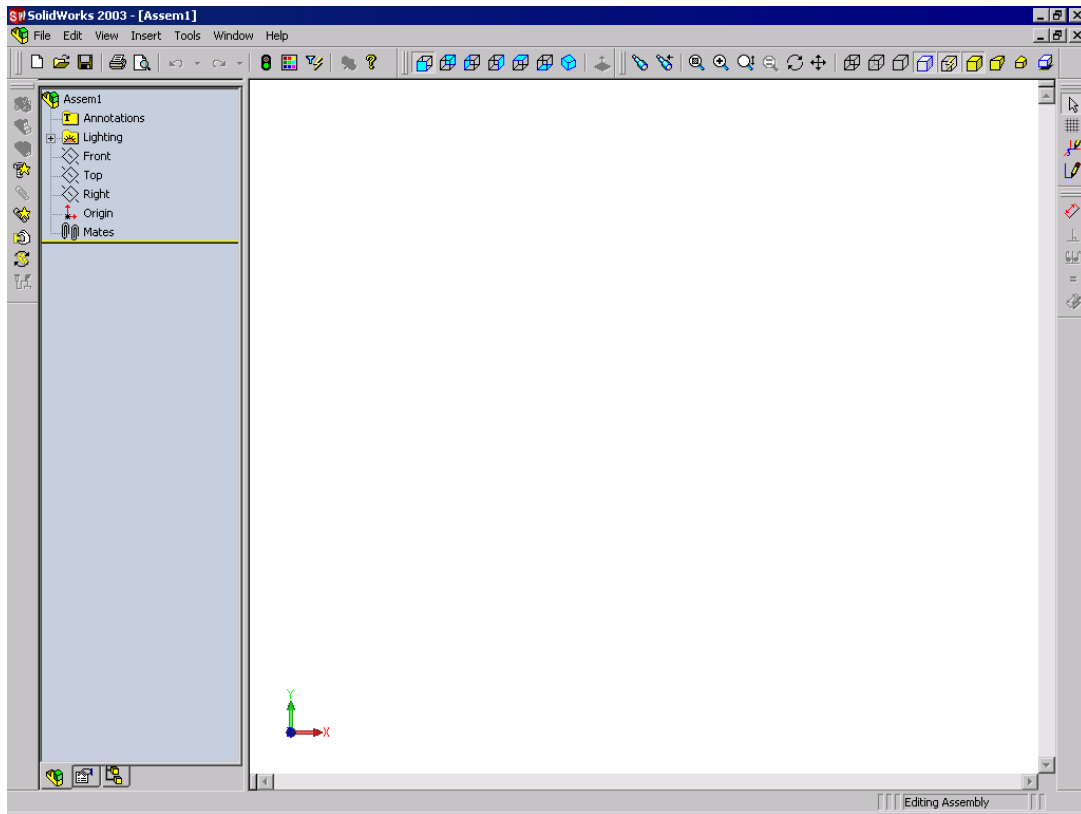 SolidWorks 2003 - [Assem1]
File Edit View Insert Tools Window Help
Assem1
Annotations
Lighting
Front
Top
Right
Origin
Mates
Y
X
Editing Assembly